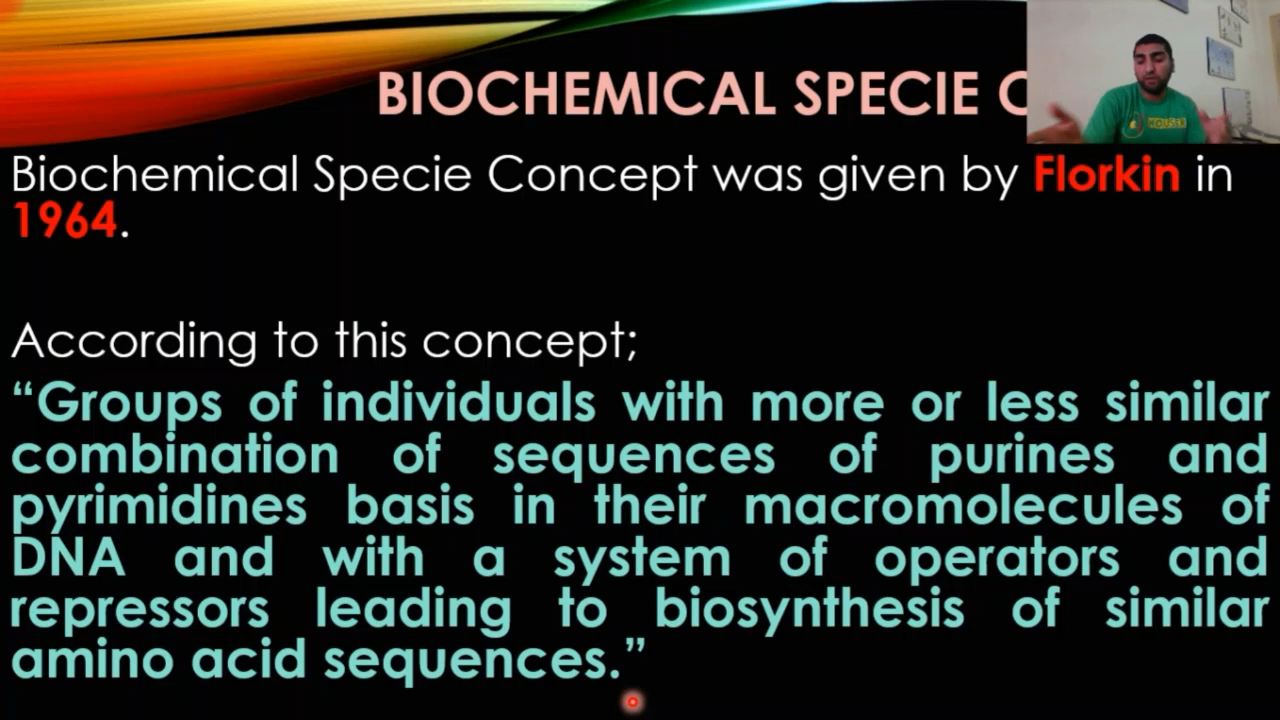 BIOCHEMICAL SPECIE C
HOUSE
Biochemical Specie Concept was given by Florkin in
1964.
According to this concept;
“Groups of individuals with more or less similar
combination of sequences of purines and
pyrimidines basis in their macromolecules of
DNA and with a system of operators and
repressors leading to biosynthesis of similar
amino acid sequences.”